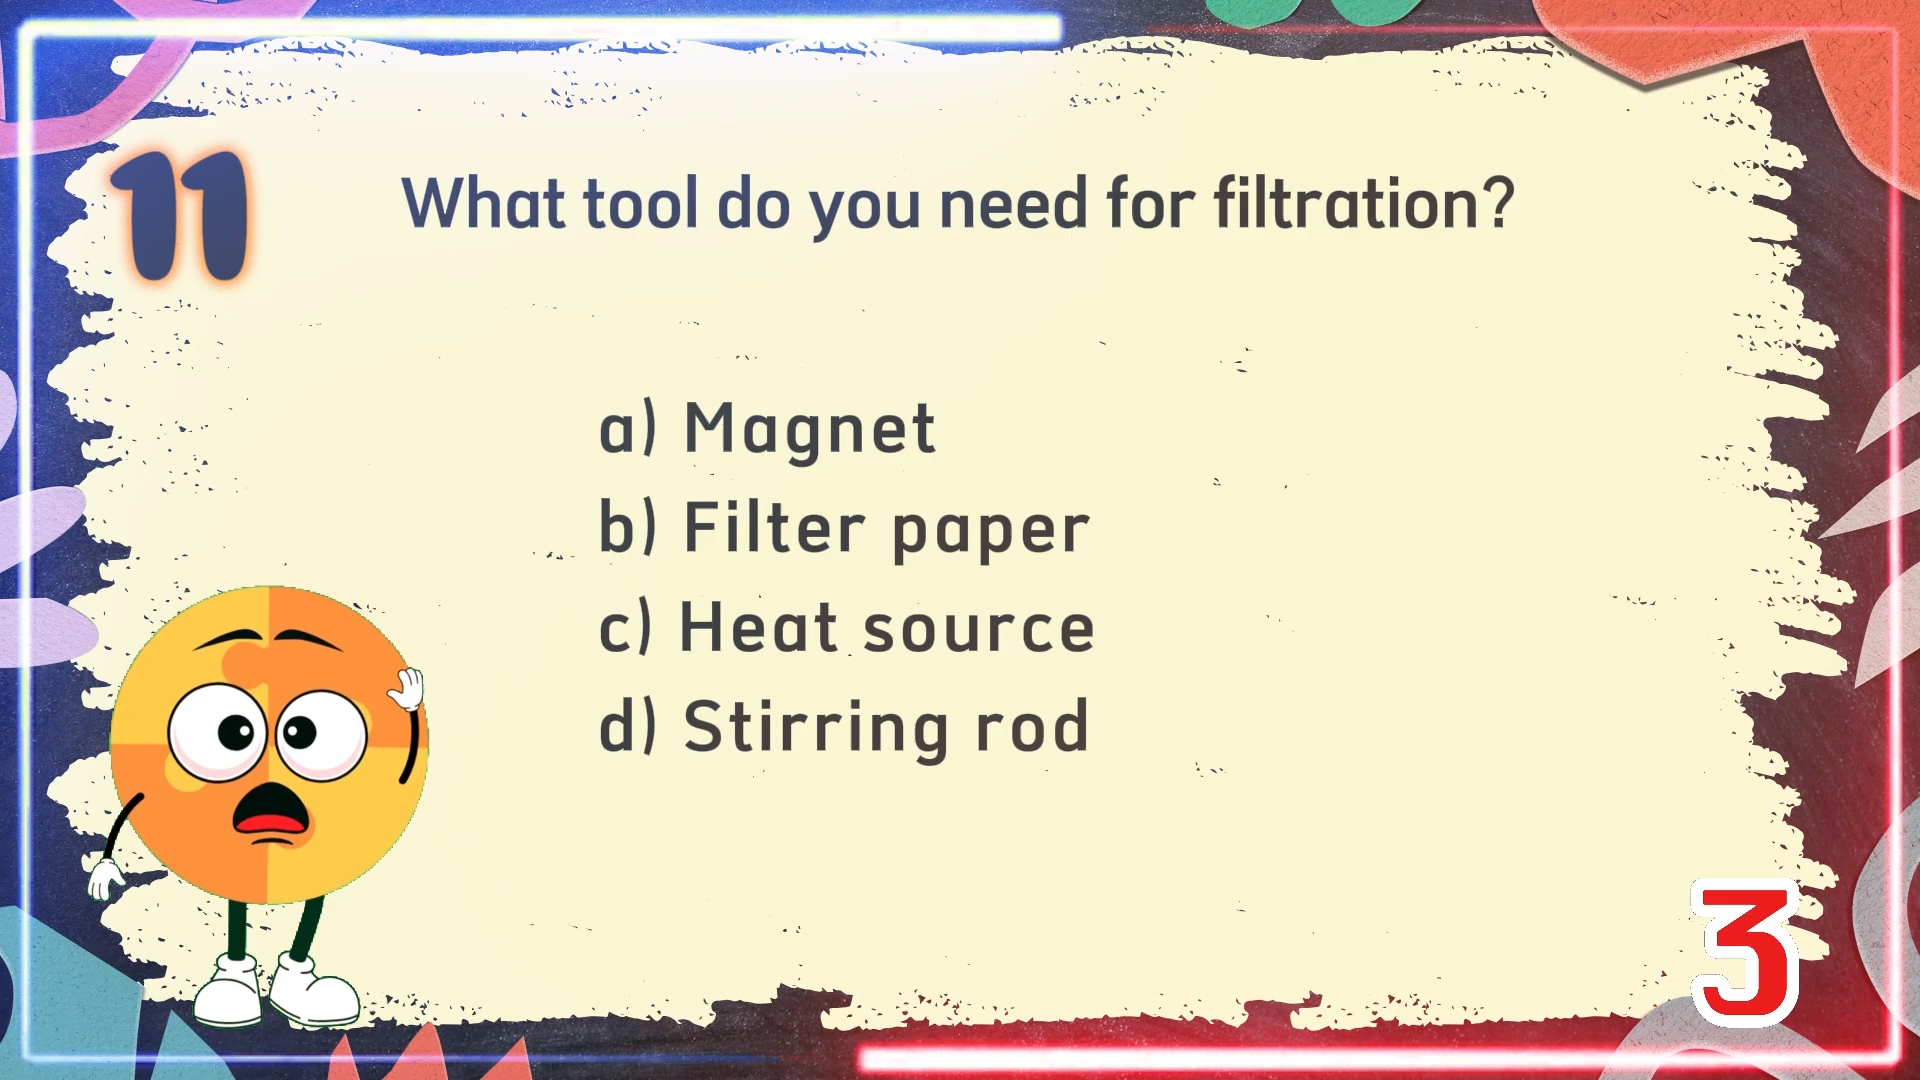 11
What tool do you need for filtration?
a) Magnet
b) Filter paper
c) Heat source
d) Stirring rod
3